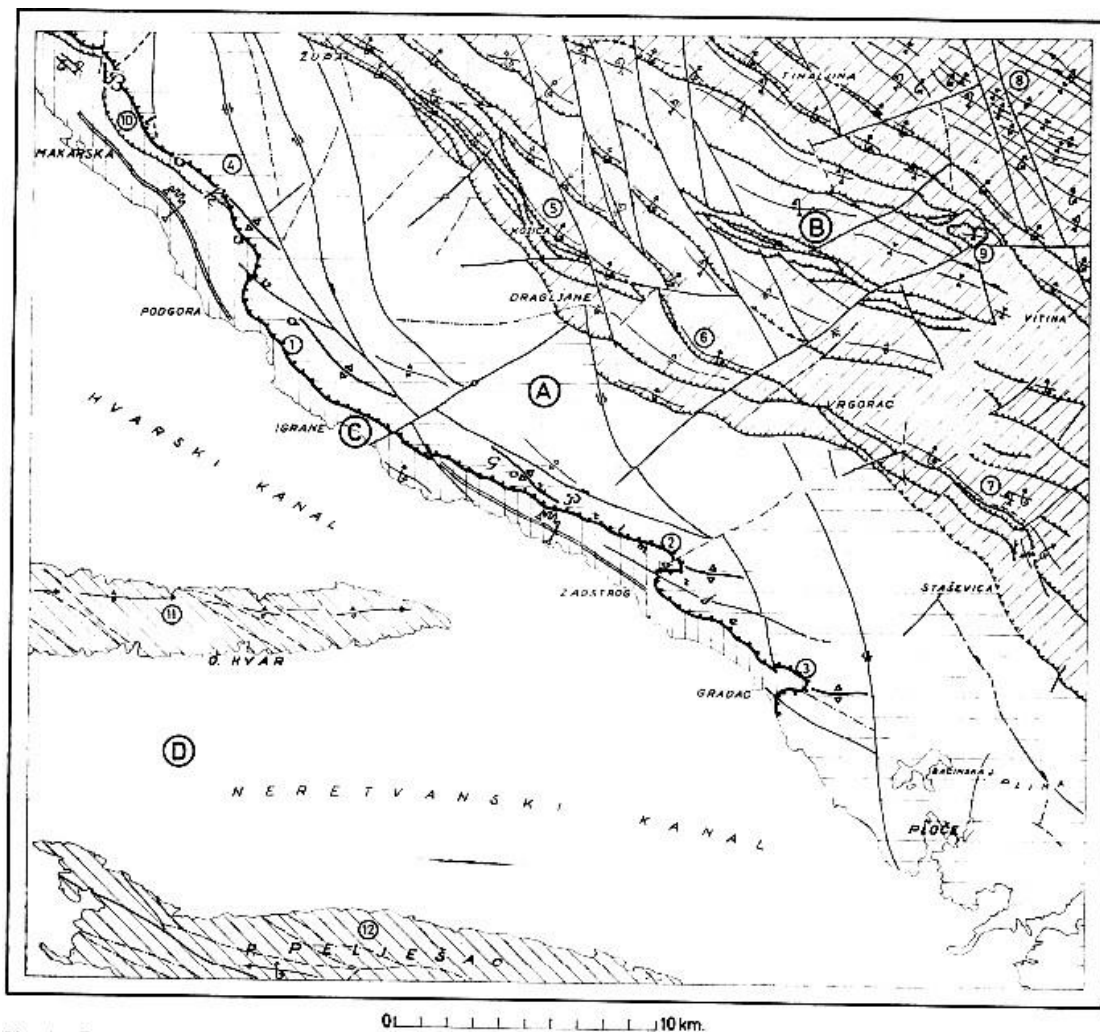 ŽUPA
TIHALJINA
8
10
MAKARSKA
4
5
KOZICA
B
9
DRAGLJANE
PODGORA
VITINA
1
6
A
VRGORAC
IGRANE
C
HVARSKI KANAL
7
2
ZAOSTROG
STAŠEVICA
11
O. HVAR
3
GRADAC
D
BAĆINSKA J.
NERETVANSKI KANAL
PLOČE
12
P. PELJEŠAC
0 10 km.